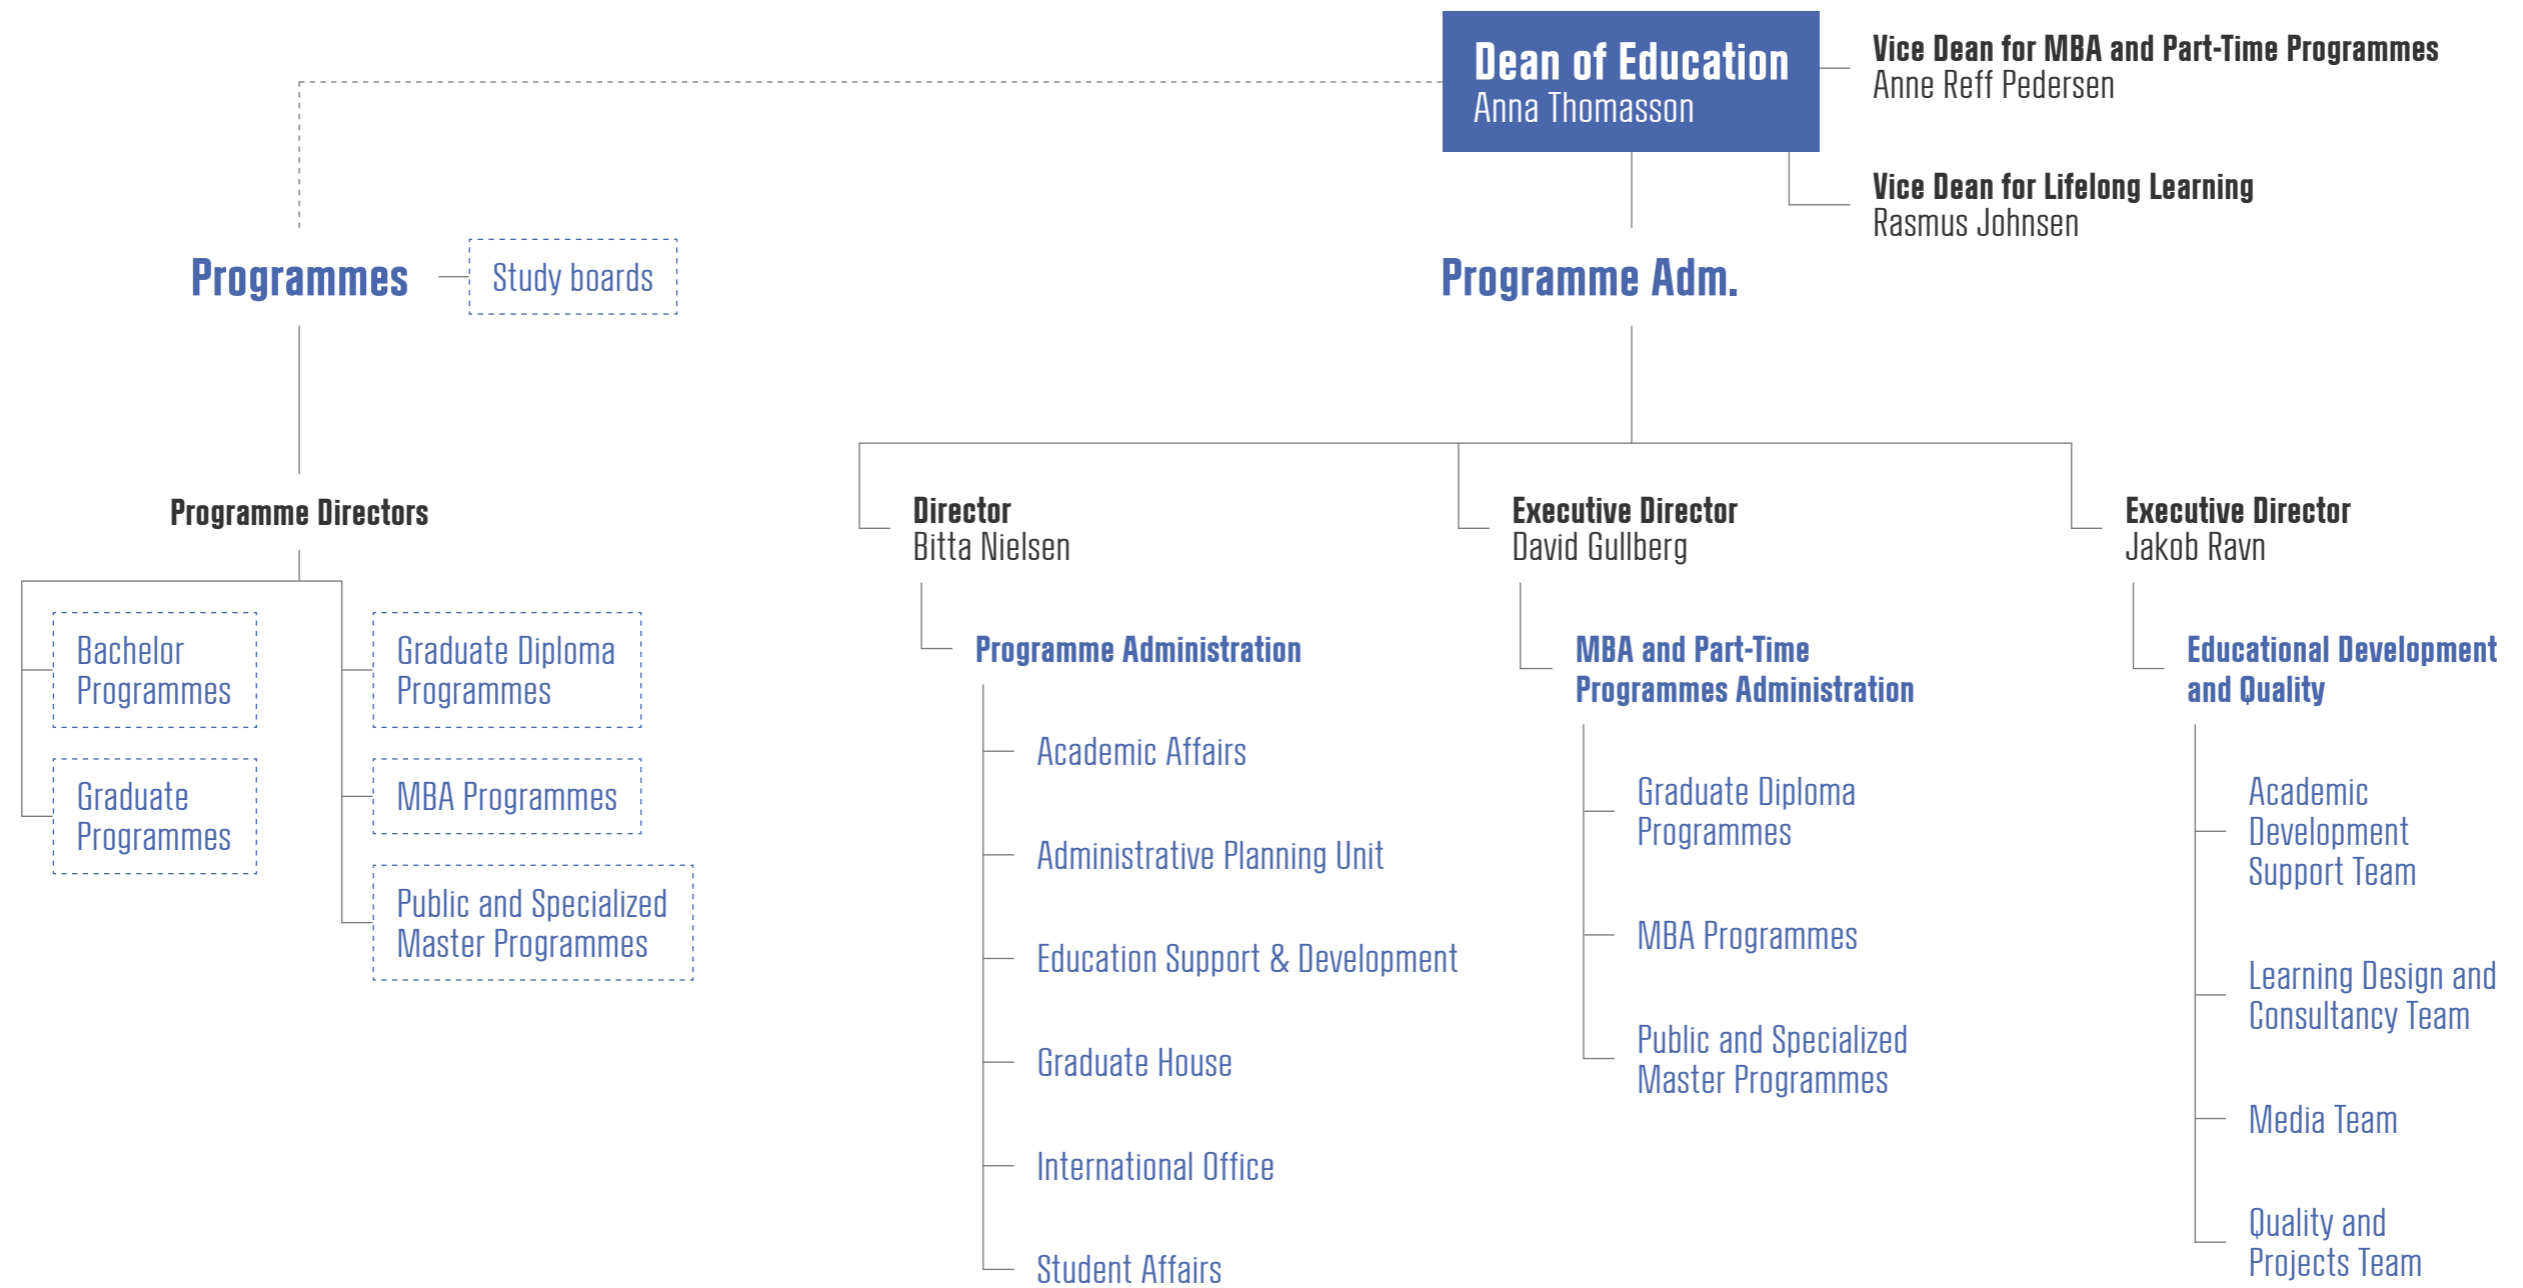 Dean of Education
Anna Thomasson
Vice Dean for MBA and Part-Time Programmes
Anne Reff Pedersen
Vice Dean for Lifelong Learning
Rasmus Johnsen
Programmes
Study boards
Programme Adm.
Programme Directors
Bachelor
Programmes
Graduate
Programmes
Graduate Diploma
Programmes
MBA Programmes
Public and Specialized
Master Programmes
Director
Bitta Nielsen
Programme Administration
Academic Affairs
Administrative Planning Unit
Education Support & Development
Graduate House
International Office
Student Affairs
Executive Director
David Gullberg
MBA and Part-Time
Programmes Administration
Graduate Diploma
Programmes
MBA Programmes
Public and Specialized
Master Programmes
Executive Director
Jakob Ravn
Educational Development
and Quality
Academic
Development
Support Team
Learning Design and
Consultancy Team
Media Team
Quality and
Projects Team